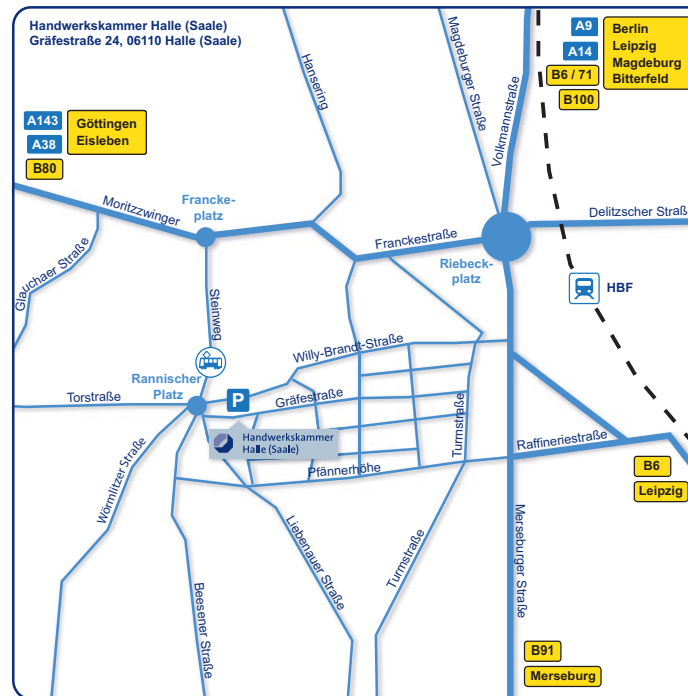 Handwerkskammer Halle (Saale)
Gräfestraße 24, 06110 Halle (Saale)
A9
A14
B6 / 71
B100
Berlin
Leipzig
Magdeburg
Bitterfeld
A143
A38
B80
Göttingen
Eisleben
Hansering
Magdeburger Straße
Volkmannstraße
Moritzzwinger
Francke-
platz
Franckestraße
Delitzscher Straß
Riebeck-
platz
Glauchaer Straße
Steinweg
HBF
Willy-Brandt-Straße
Rannischer
Platz
P
Torstraße
Gräfestraße
Turmstraße
Handwerkskammer
Halle (Saale)
Raffineriestraße
Pfännerhöhe
B6
Leipzig
Wörmlitzer Straße
Liebenauer Straße
Turmstraße
Merseburger Straße
Beesener Straße
B91
Merseburg